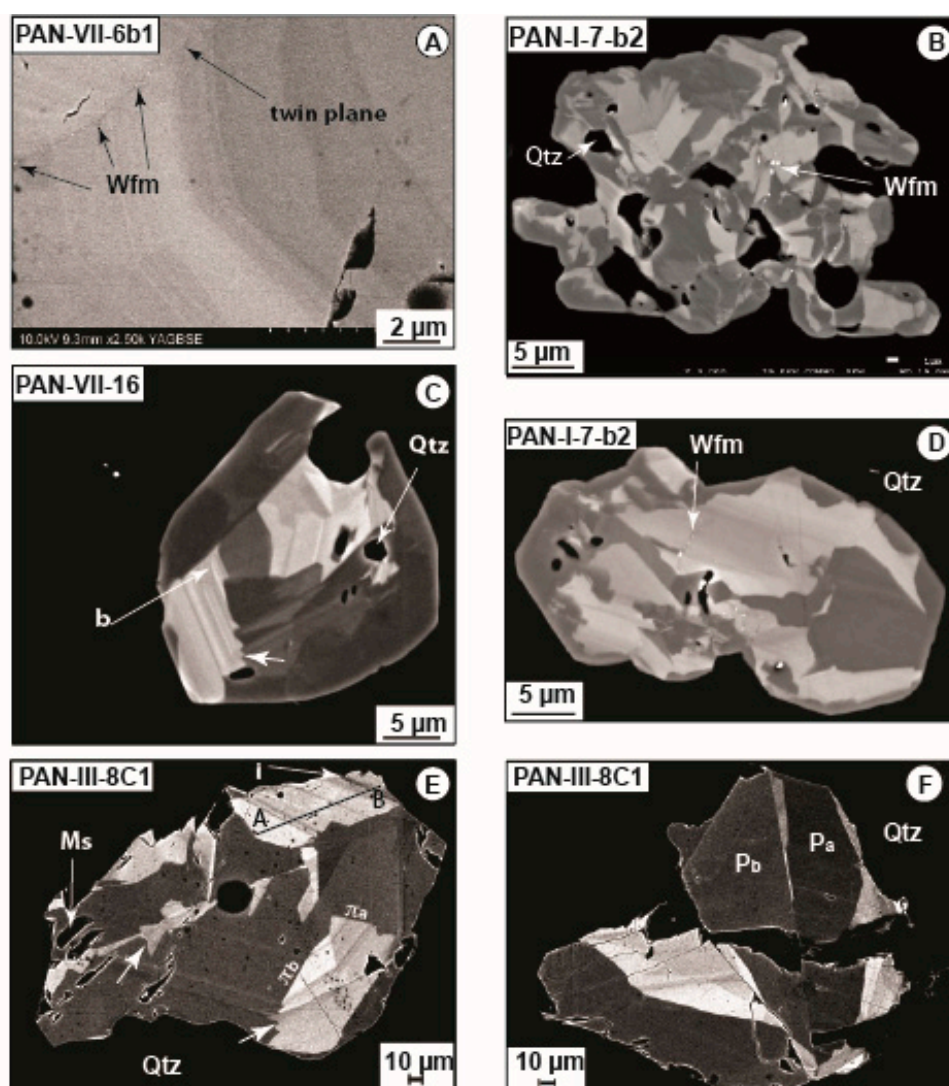 PAN-VII-6b1
A
twin plane
Wfm
10.0kV 9.3mm x2.50k YAGBSE
2 µm
PAN-I-7-b2
B
Qtz
Wfm
5 µm
PAN-VII-16
C
Qtz
b
5 µm
PAN-I-7-b2
D
Wfm
Qtz
5 µm
PAN-III-8C1
E
i
A
B
Ms
πa
πb
Qtz
10 µm
PAN-III-8C1
F
Qtz
Pb
Pa
10 µm